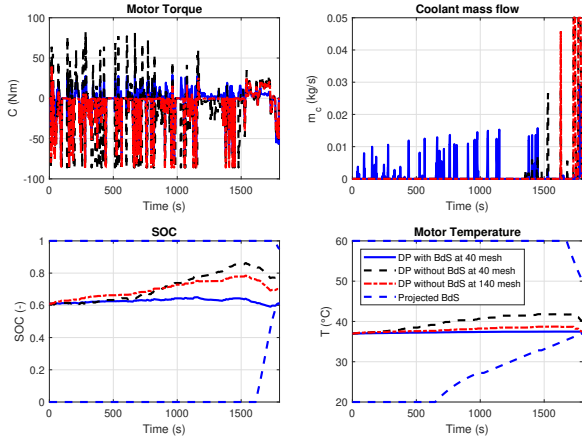 Motor Torque
100
50
0
-50
-100
C (Nm)
0
500
1000
1500
Time (s)
Coolant mass flow
0.05
0.04
0.03
0.02
0.01
0
m_c (kg/s)
0
500
1000
1500
Time (s)
SOC
1
0.8
0.6
0.4
0.2
0
SOC (-)
0
500
1000
1500
Time (s)
Motor Temperature
60
50
40
30
20
T (°C)
0
500
1000
1500
Time (s)
DP with BdS at 40 mesh
DP without BdS at 40 mesh
DP without BdS at 140 mesh
Projected BdS